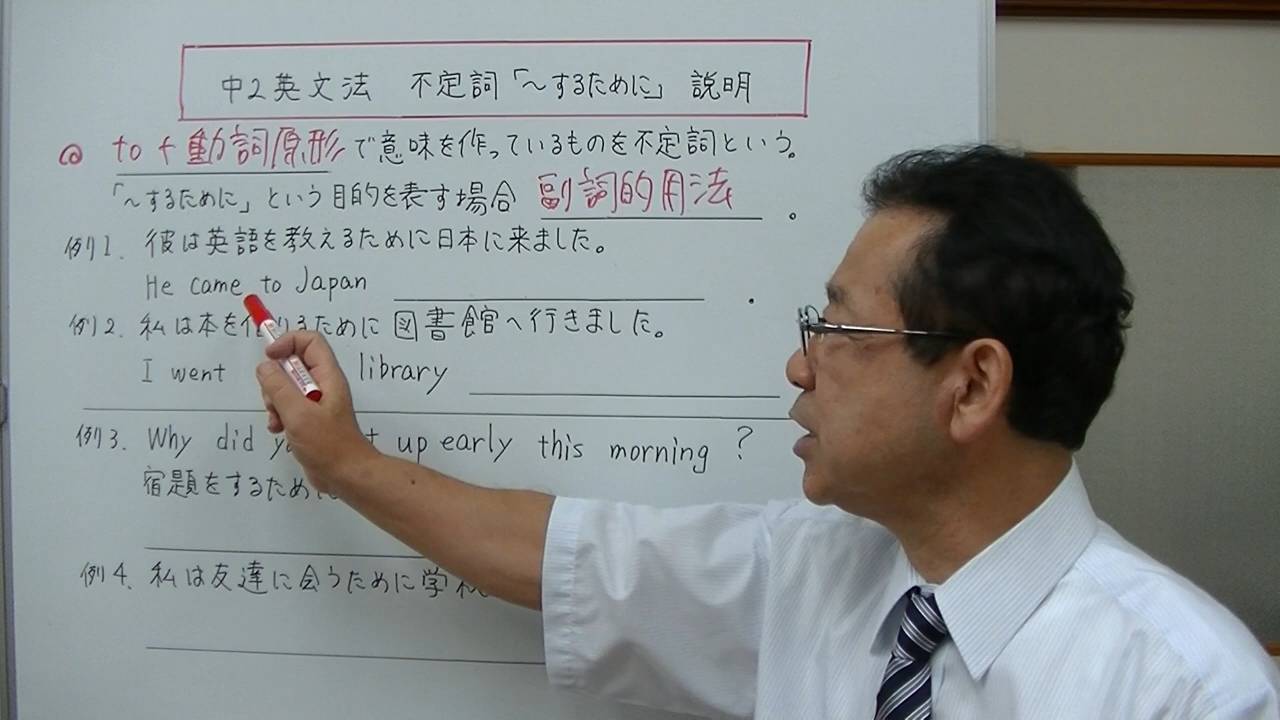 中2英文法 不定詞「～するために」説明
@ to + 動詞原形で意味を作っているものを不定詞という。
「～するために」という目的を表す場合 副詞的用法。
例1. 彼は英語を教えるために日本に来ました。
He came to Japan .
例2. 私は本を借りるために図書館へ行きました。
I went library
例3. Why did up early this morning ?
宿題をするために
例4. 私は友達に会うために学校